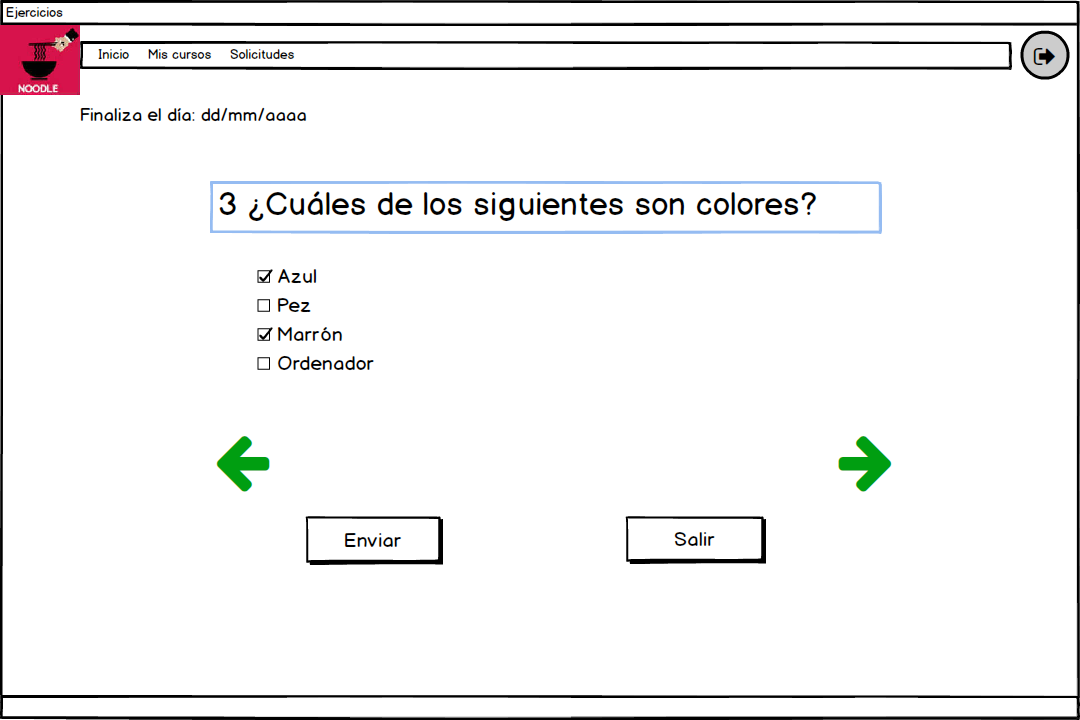 Ejercicios
NOODLE
Inicio Mis cursos Solicitudes
Finaliza el día: dd/mm/aaaa
3 ¿Cuáles de los siguientes son colores?
Azul
Pez
Marrón
Ordenador
Enviar Salir